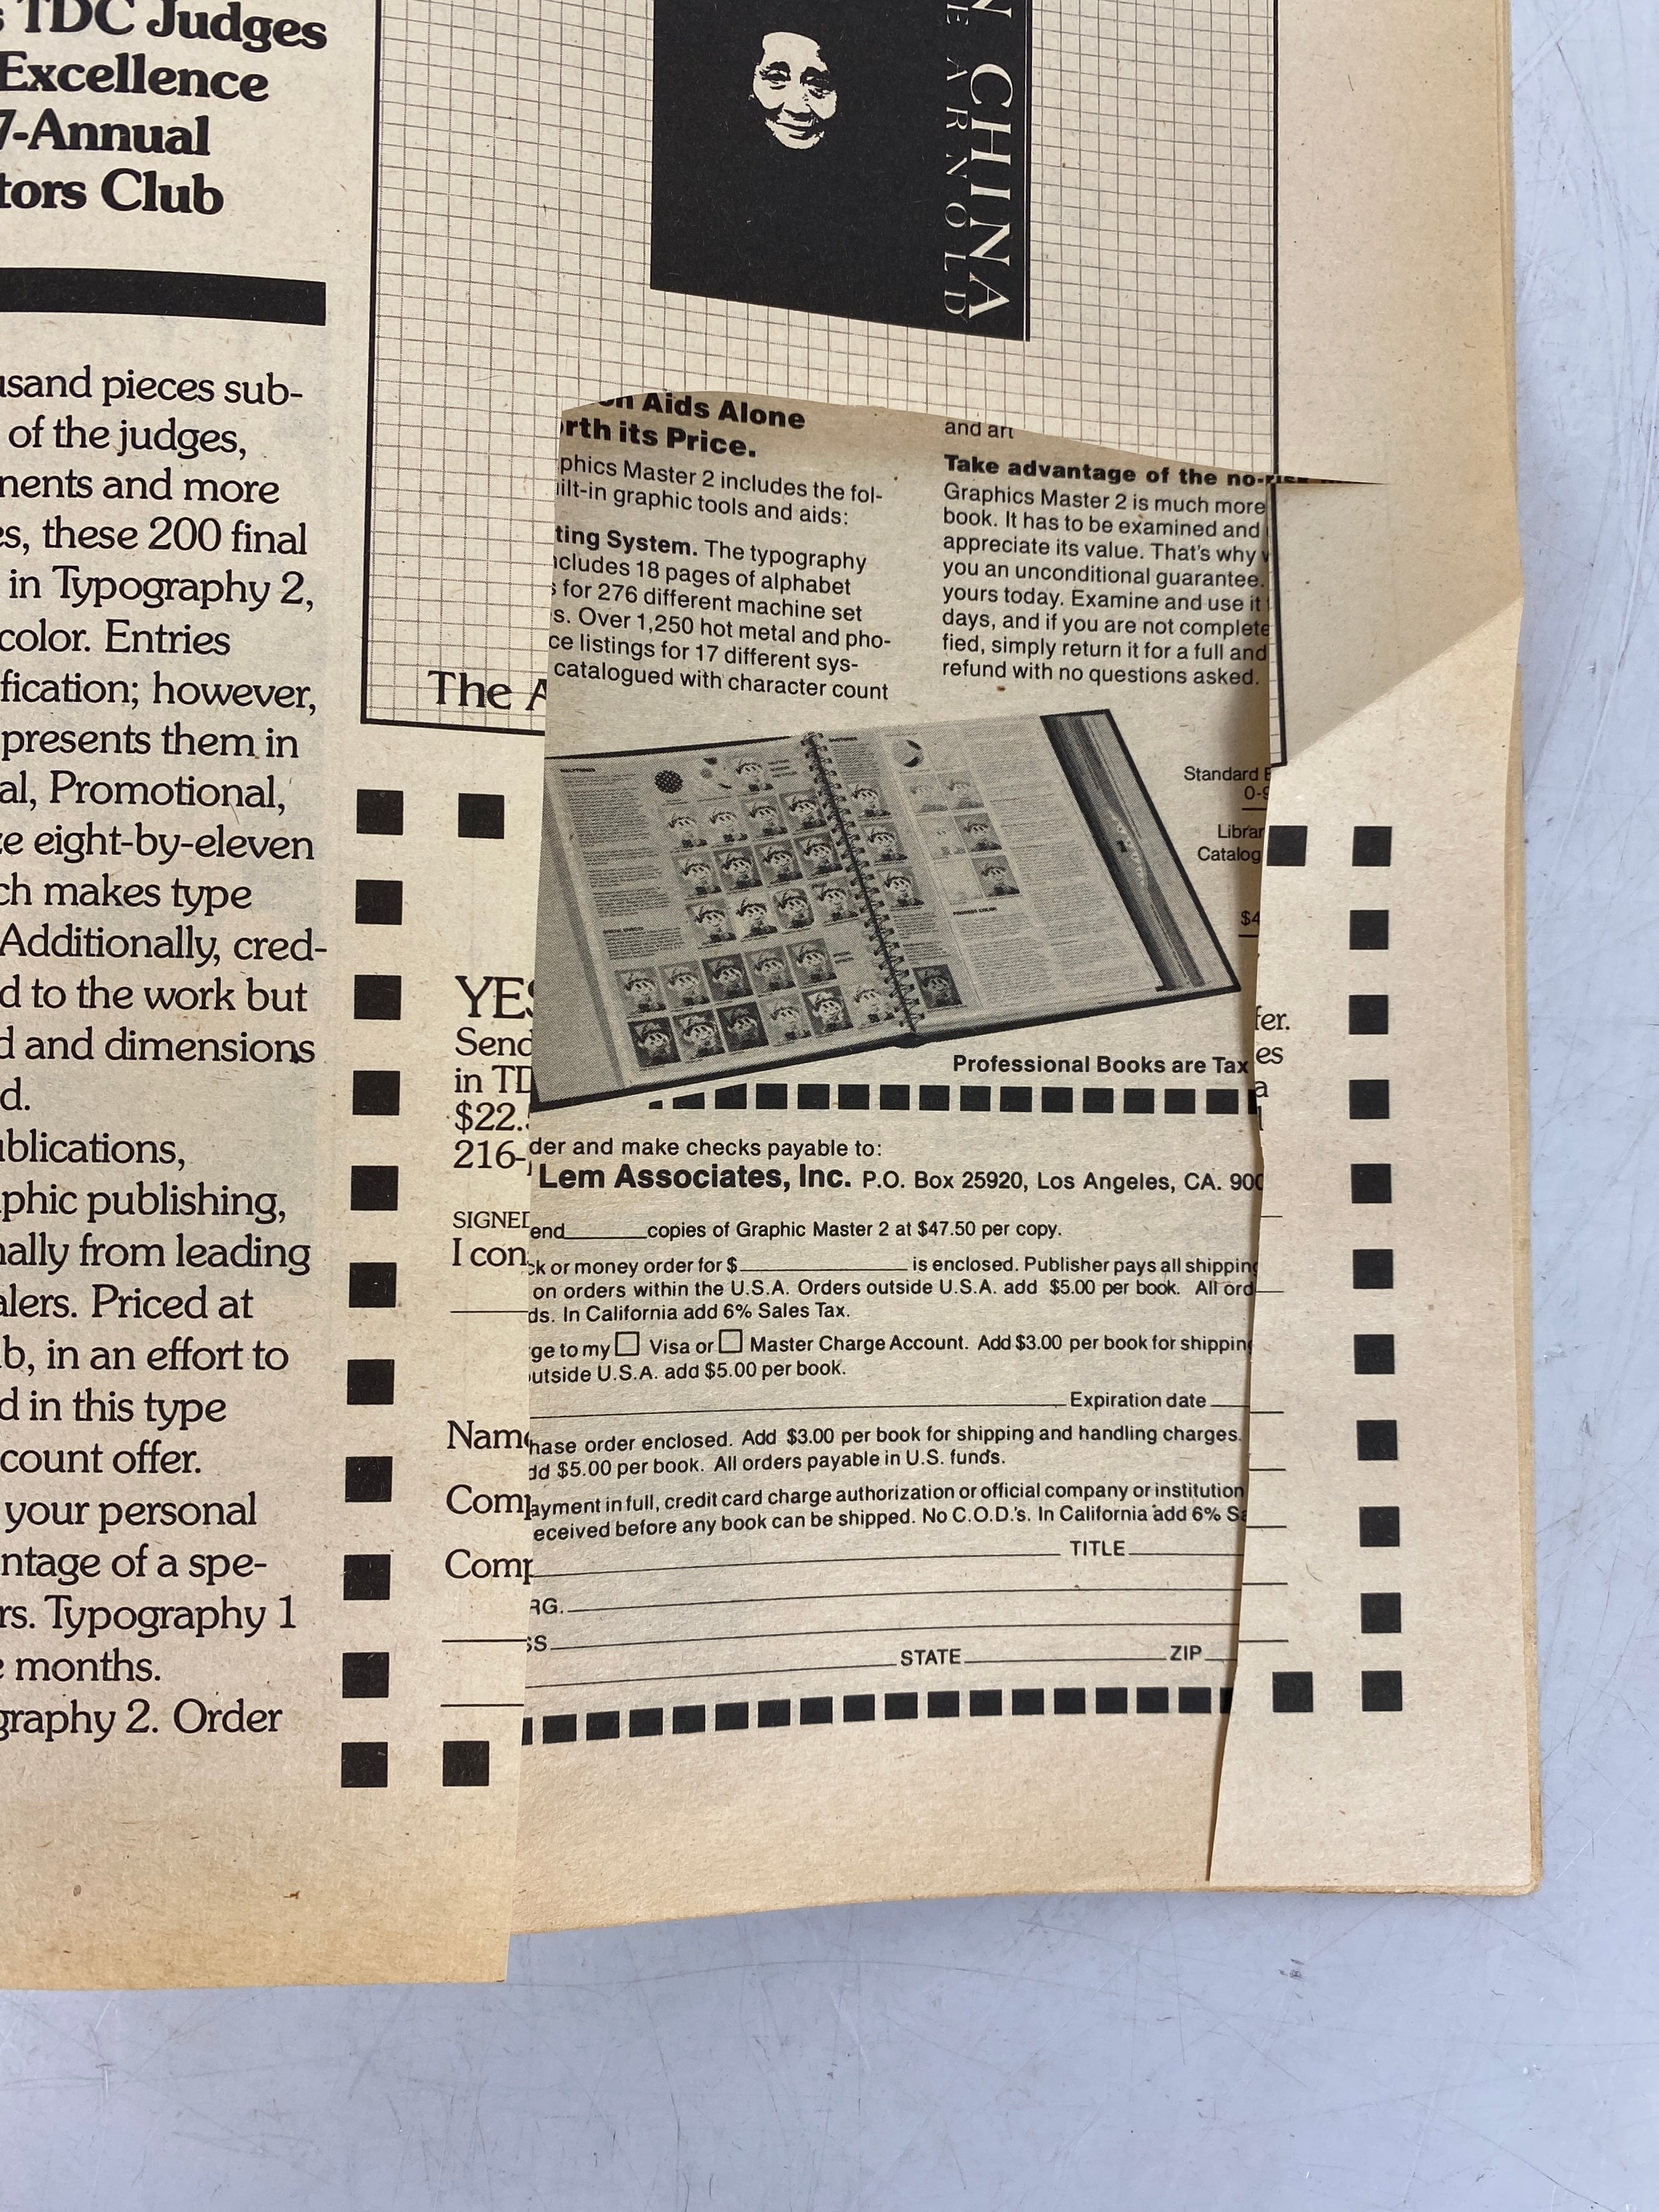 TDC Judges
Excellence
7-Annual
tors Club
usand pieces sub-
of the judges,
nents and more
es, these 200 final
in Typography 2,
color. Entries
fication; however,
presents them in
al, Promotional,
ze eight-by-eleven
ch makes type
Additionally, cred-
d to the work but
d and dimensions
d.
ublications,
phic publishing,
nally from leading
alers. Priced at
b, in an effort to
d in this type
count offer.
your personal
ntage of a spe-
rs. Typography 1
e months.
graphy 2. Order
N CHINA
E ARNOLD
The A
YES
Send
in TD
$22.
216-
SIGNED
I con
Name
Comp
Comp
on Aids Alone
orth its Price.
phics Master 2 includes the fol-
ilt-in graphic tools and aids:
ting System. The typography
ncludes 18 pages of alphabet
s for 276 different machine set
s. Over 1,250 hot metal and pho-
ce listings for 17 different sys-
catalogued with character count
and art
Take advantage of the no-risk
Graphics Master 2 is much more
book. It has to be examined and
appreciate its value. That's why
you an unconditional guarantee.
yours today. Examine and use it
days, and if you are not complete
fied, simply return it for a full and
refund with no questions asked.
Standard
0-9
Librar
Catalog
$4
fer.
es
a
Professional Books are Tax
der and make checks payable to:
Lem Associates, Inc. P.O. Box 25920, Los Angeles, CA. 900
end copies of Graphic Master 2 at $47.50 per copy.
ck or money order for $ is enclosed. Publisher pays all shipping
on orders within the U.S.A. Orders outside U.S.A. add $5.00 per book. All ord
ds. In California add 6% Sales Tax.
ge to my Visa or Master Charge Account. Add $3.00 per book for shipping
outside U.S.A. add $5.00 per book.
Expiration date
hase order enclosed. Add $3.00 per book for shipping and handling charges.
dd $5.00 per book. All orders payable in U.S. funds.
ayment in full, credit card charge authorization or official company or institution
eceived before any book can be shipped. No C.O.D.'s. In California add 6% Sa
TITLE
RG.
SS
STATE ZIP